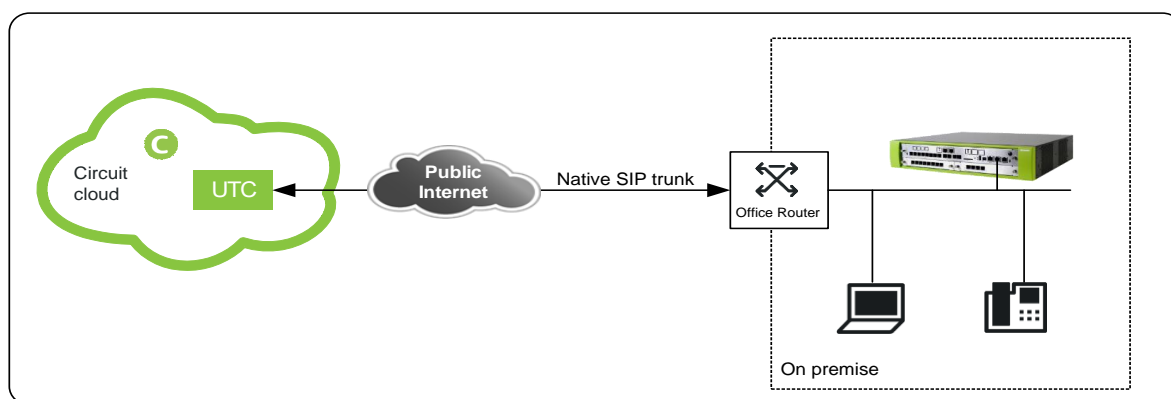 Circuit
cloud
C
UTC
Public
Internet
Native SIP trunk
Office Router
On premise